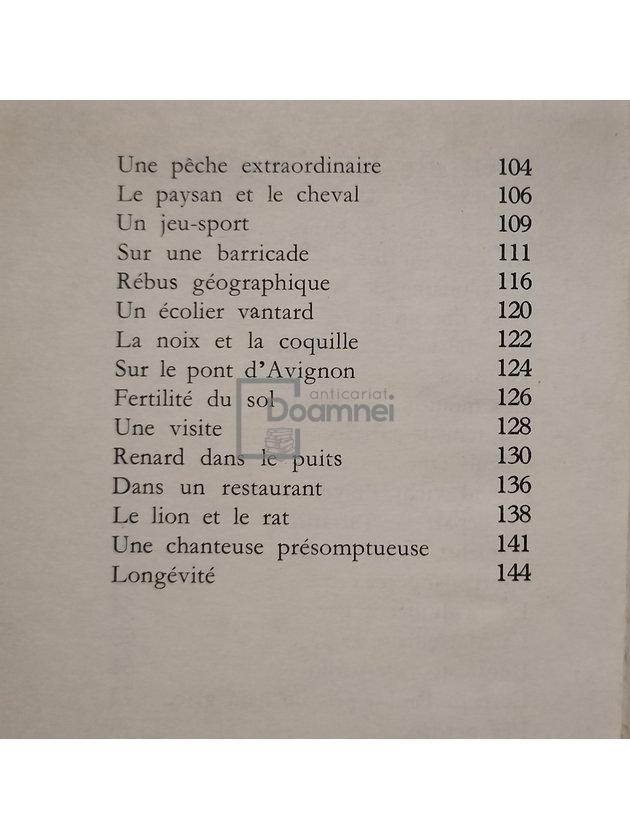 Une pêche extraordinaire 104
Le paysan et le cheval 106
Un jeu-sport 109
Sur une barricade 111
Rébus géographique 116
Un écolier vantard 120
La noix et la coquille 122
Sur le pont d'Avignon 124
Fertilité du sol 126
anticariat
Doamnei
Une visite 128
Renard dans le puits 130
Dans un restaurant 136
Le lion et le rat 138
Une chanteuse présomptueuse 141
Longévité 144